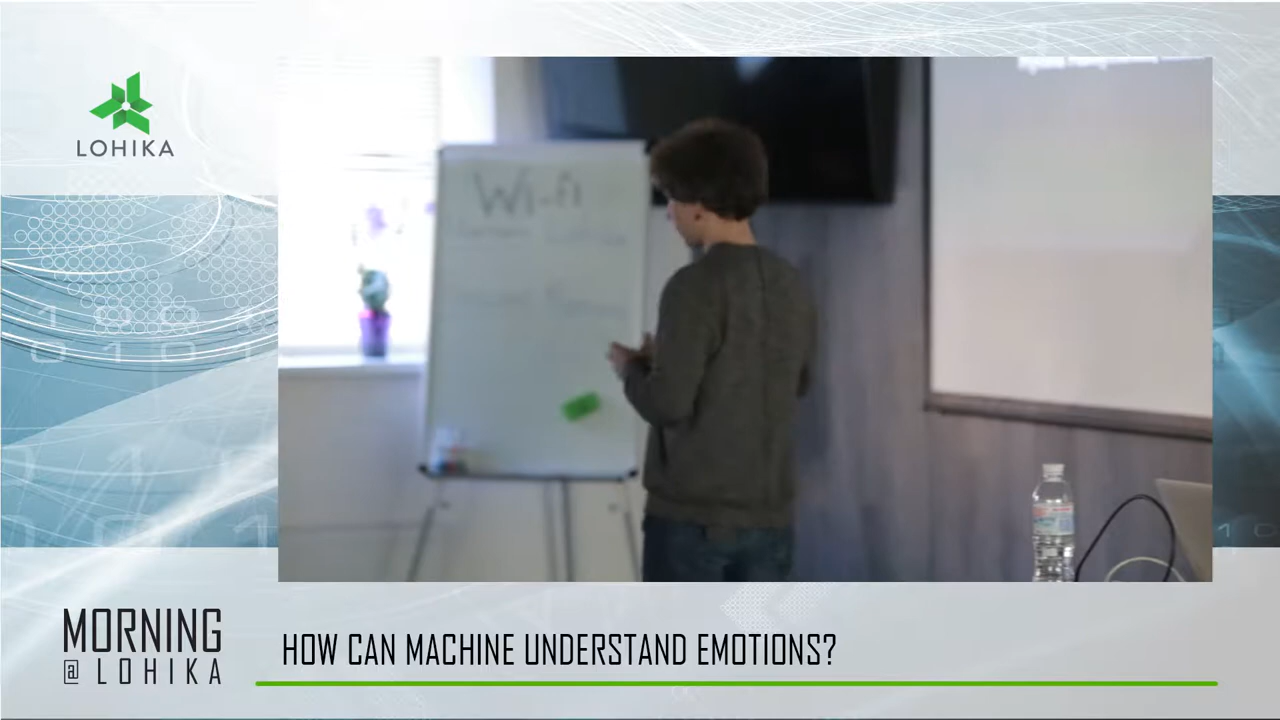 LOHIKA
Wi-fi
MORNING
@LOHIKA
HOW CAN MACHINE UNDERSTAND EMOTIONS?